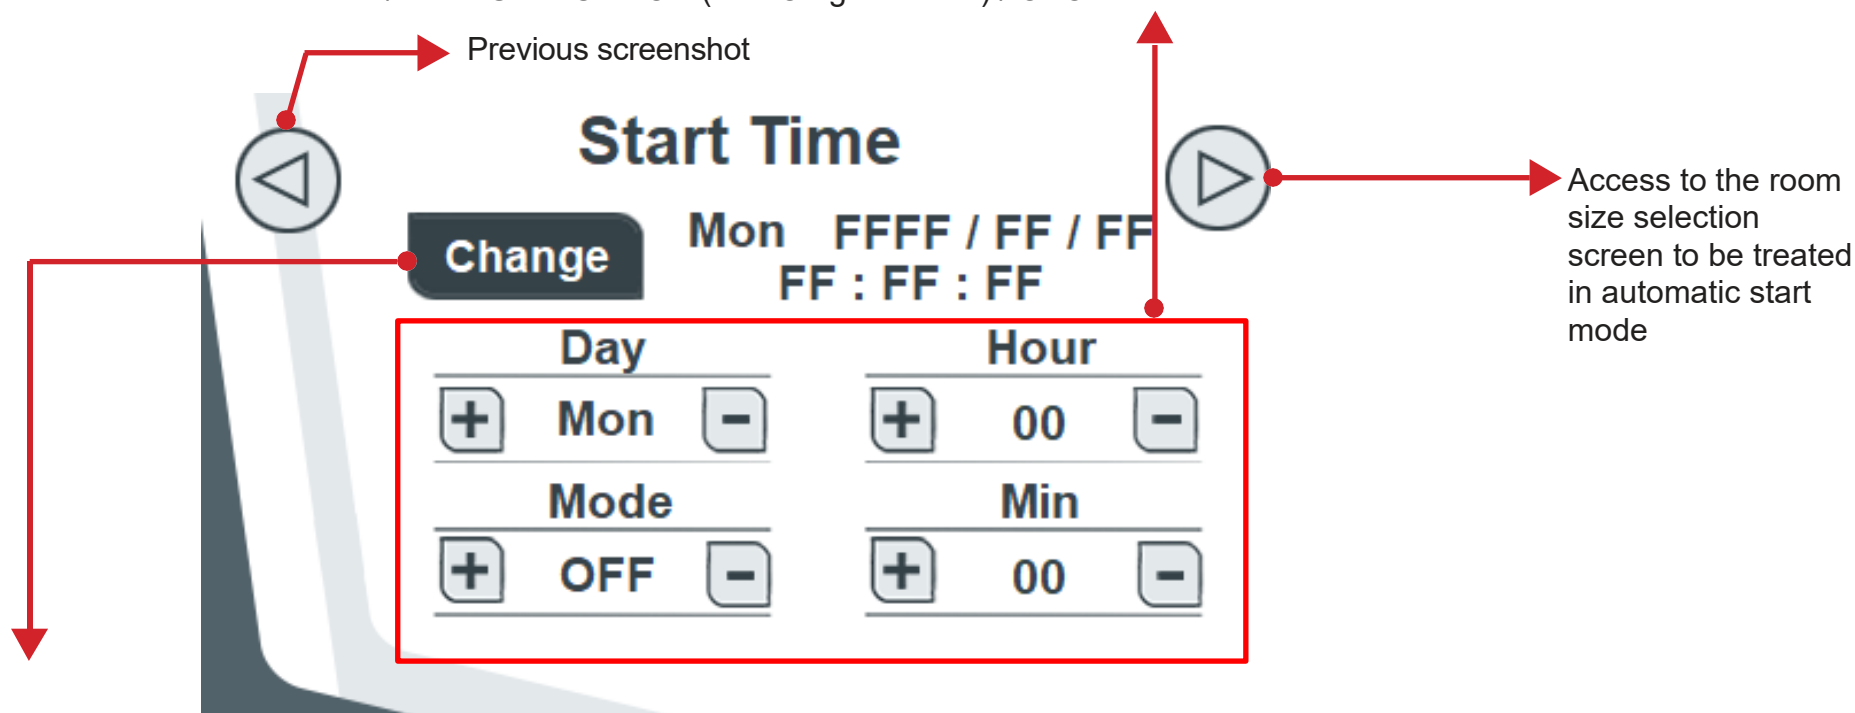 Previous screenshot
Start Time
Change
Mon FFFF / FF / FF
FF : FF : FF
Day Hour
+ Mon - + 00 -
Mode Min
+ OFF - + 00 -
Access to the room
size selection
screen to be treated
in automatic start
mode